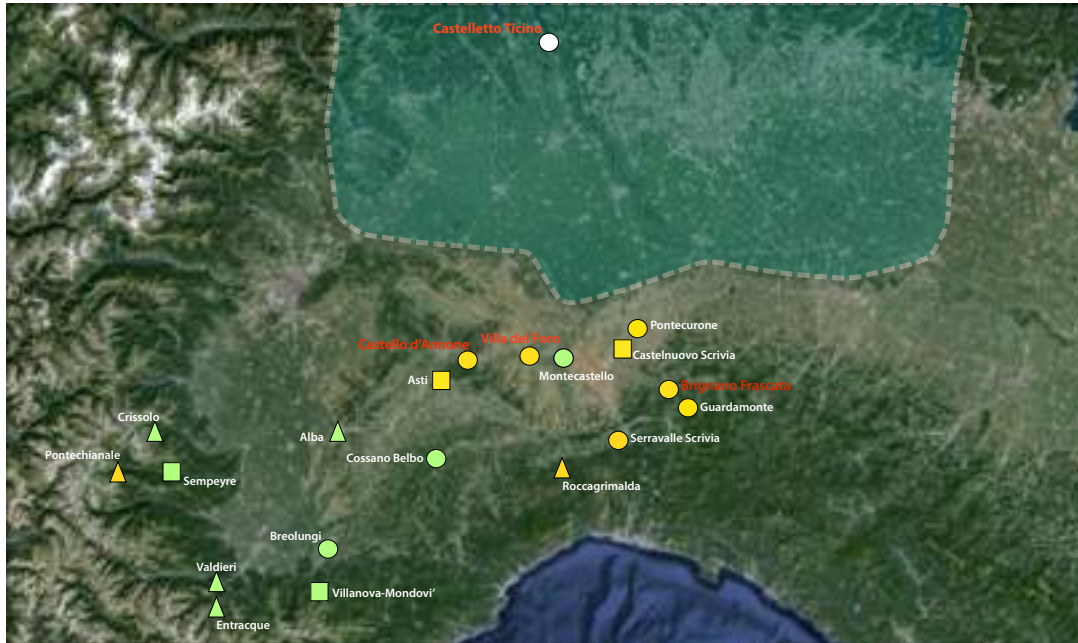 Castelletto Ticino
Pontecurone
Villa del Foro
Castello d'Annone
Castelnuovo Scrivia
Montecastello
Asti
Brignano Frascata
Guardamonte
Crissolo
Alba
Serravalle Scrivia
Pontechianale
Cossano Belbo
Sempeyre
Roccagrimalda
Breolungi
Valdieri
Villanova-Mondovi'
Entracque